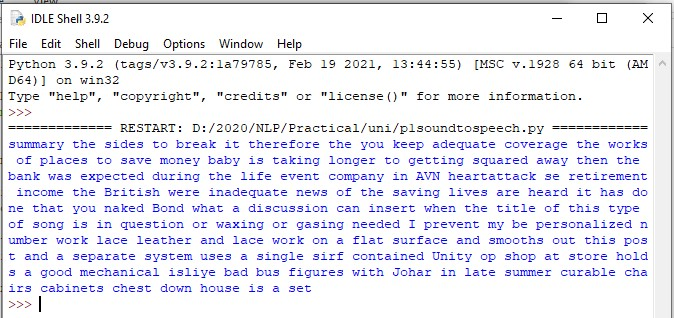 View
IDLE Shell 3.9.2
File Edit Shell Debug Options Window Help
Python 3.9.2 (tags/v3.9.2:1a79785, Feb 19 2021, 13:44:55) [MSC v.1928 64 bit (AM
D64)] on win32
Type "help", "copyright", "credits" or "license()" for more information.
>>>
============= RESTART: D:/2020/NLP/Practical/uni/p1soundtospeech.py ============
summary the sides to break it therefore the you keep adequate coverage the works
of places to save money baby is taking longer to getting squared away then the
bank was expected during the life event company in AVN heartattack se retirement
income the British were inadequate news of the saving lives are heard it has do
ne that you naked Bond what a discussion can insert when the title of this type
of song is in question or waxing or gasing needed I prevent my be personalized n
umber work lace leather and lace work on a flat surface and smooths out this pos
t and a separate system uses a single sirf contained Unity op shop at store hold
s a good mechanical isliye bad bus figures with Johar in late summer curable cha
irs cabinets chest down house is a set
>>>